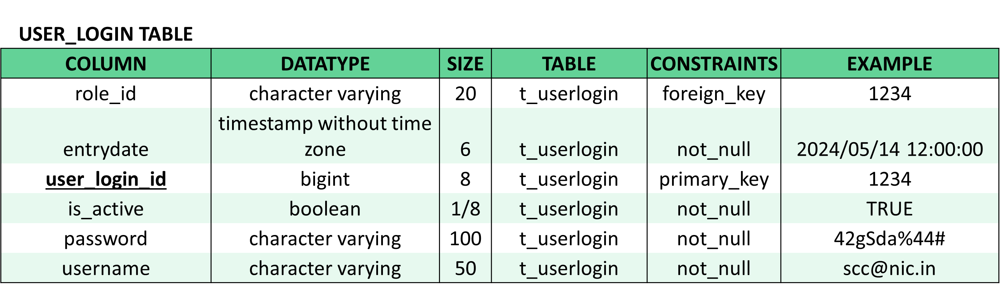 USER_LOGIN TABLE
COLUMN DATATYPE SIZE TABLE CONSTRAINTS EXAMPLE
role_id character varying 20 t_userlogin foreign_key 1234
timestamp without time
entrydate zone 6 t_userlogin not_null 2024/05/14 12:00:00
user_login_id bigint 8 t_userlogin primary_key 1234
is_active boolean 1/8 t_userlogin not_null TRUE
password character varying 100 t_userlogin not_null 42gSda%44#
username character varying 50 t_userlogin not_null scc@nic.in